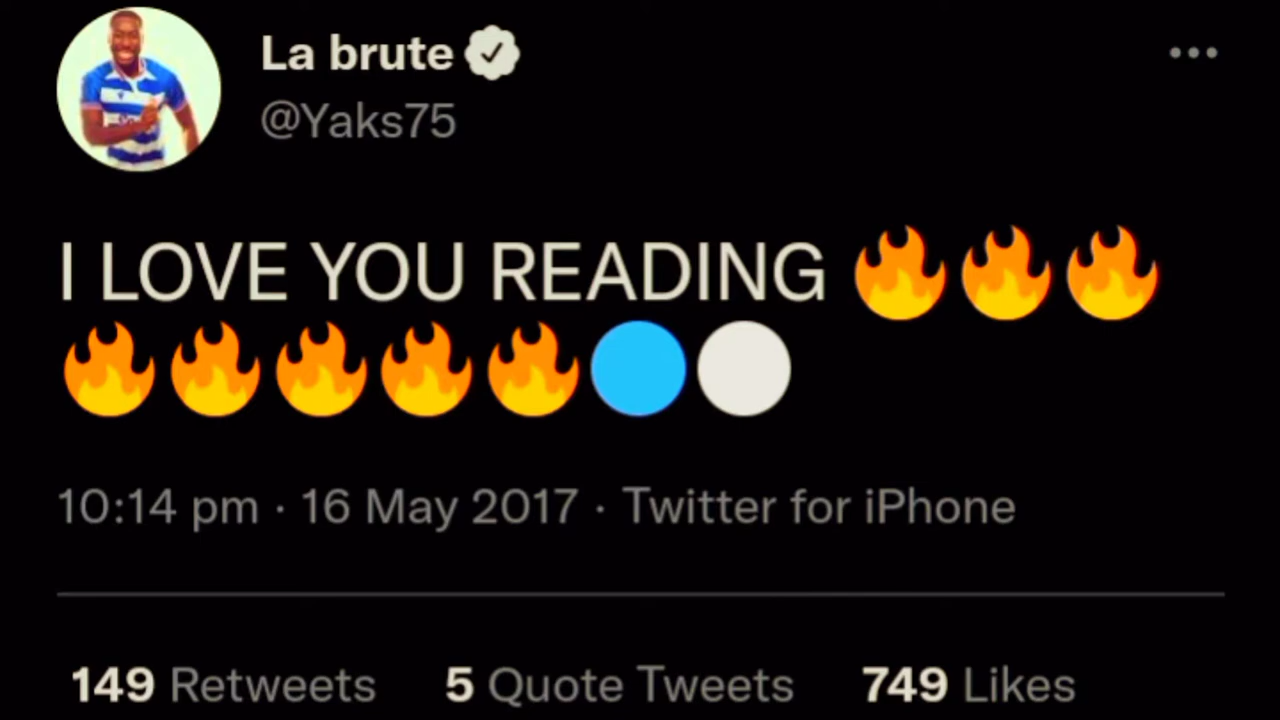 La brute
@Yaks75
I LOVE YOU READING 🔥🔥🔥
🔥🔥🔥🔥🔥🔵⚪
10:14 pm · 16 May 2017 · Twitter for iPhone
149 Retweets 5 Quote Tweets 749 Likes